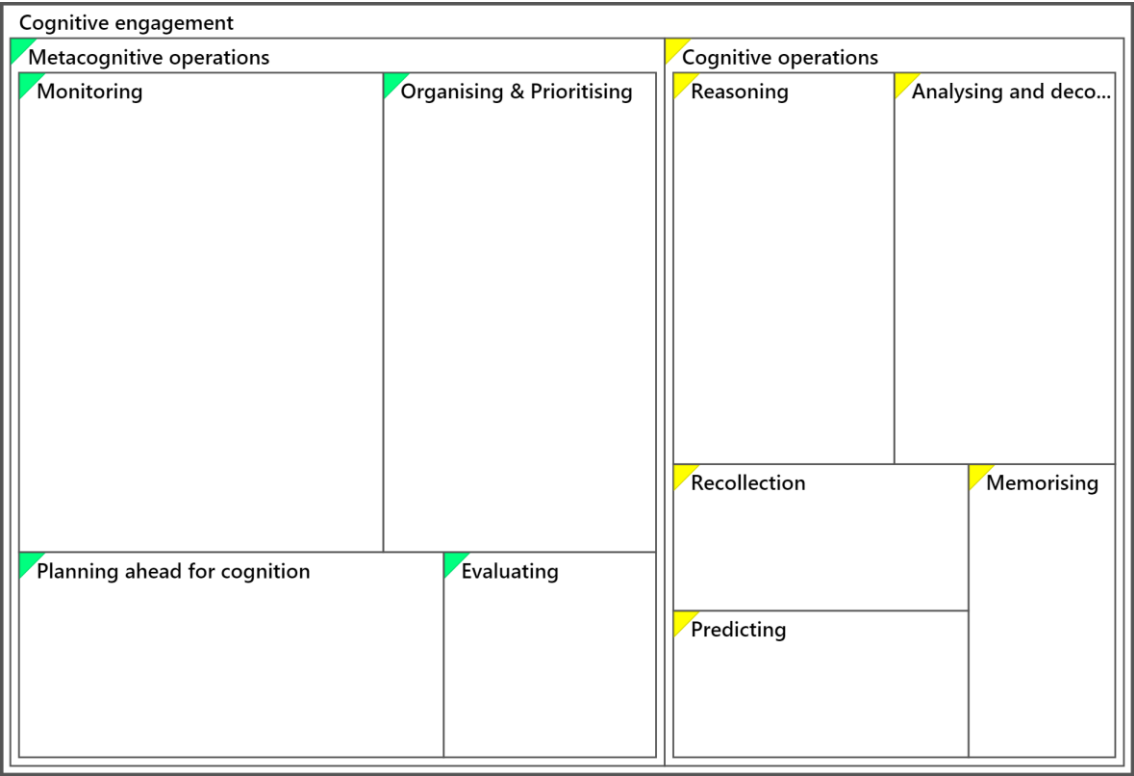 Cognitive engagement
Metacognitive operations
Cognitive operations
Monitoring
Organising & Prioritising
Reasoning
Analysing and deco...
Recollection
Memorising
Planning ahead for cognition
Evaluating
Predicting